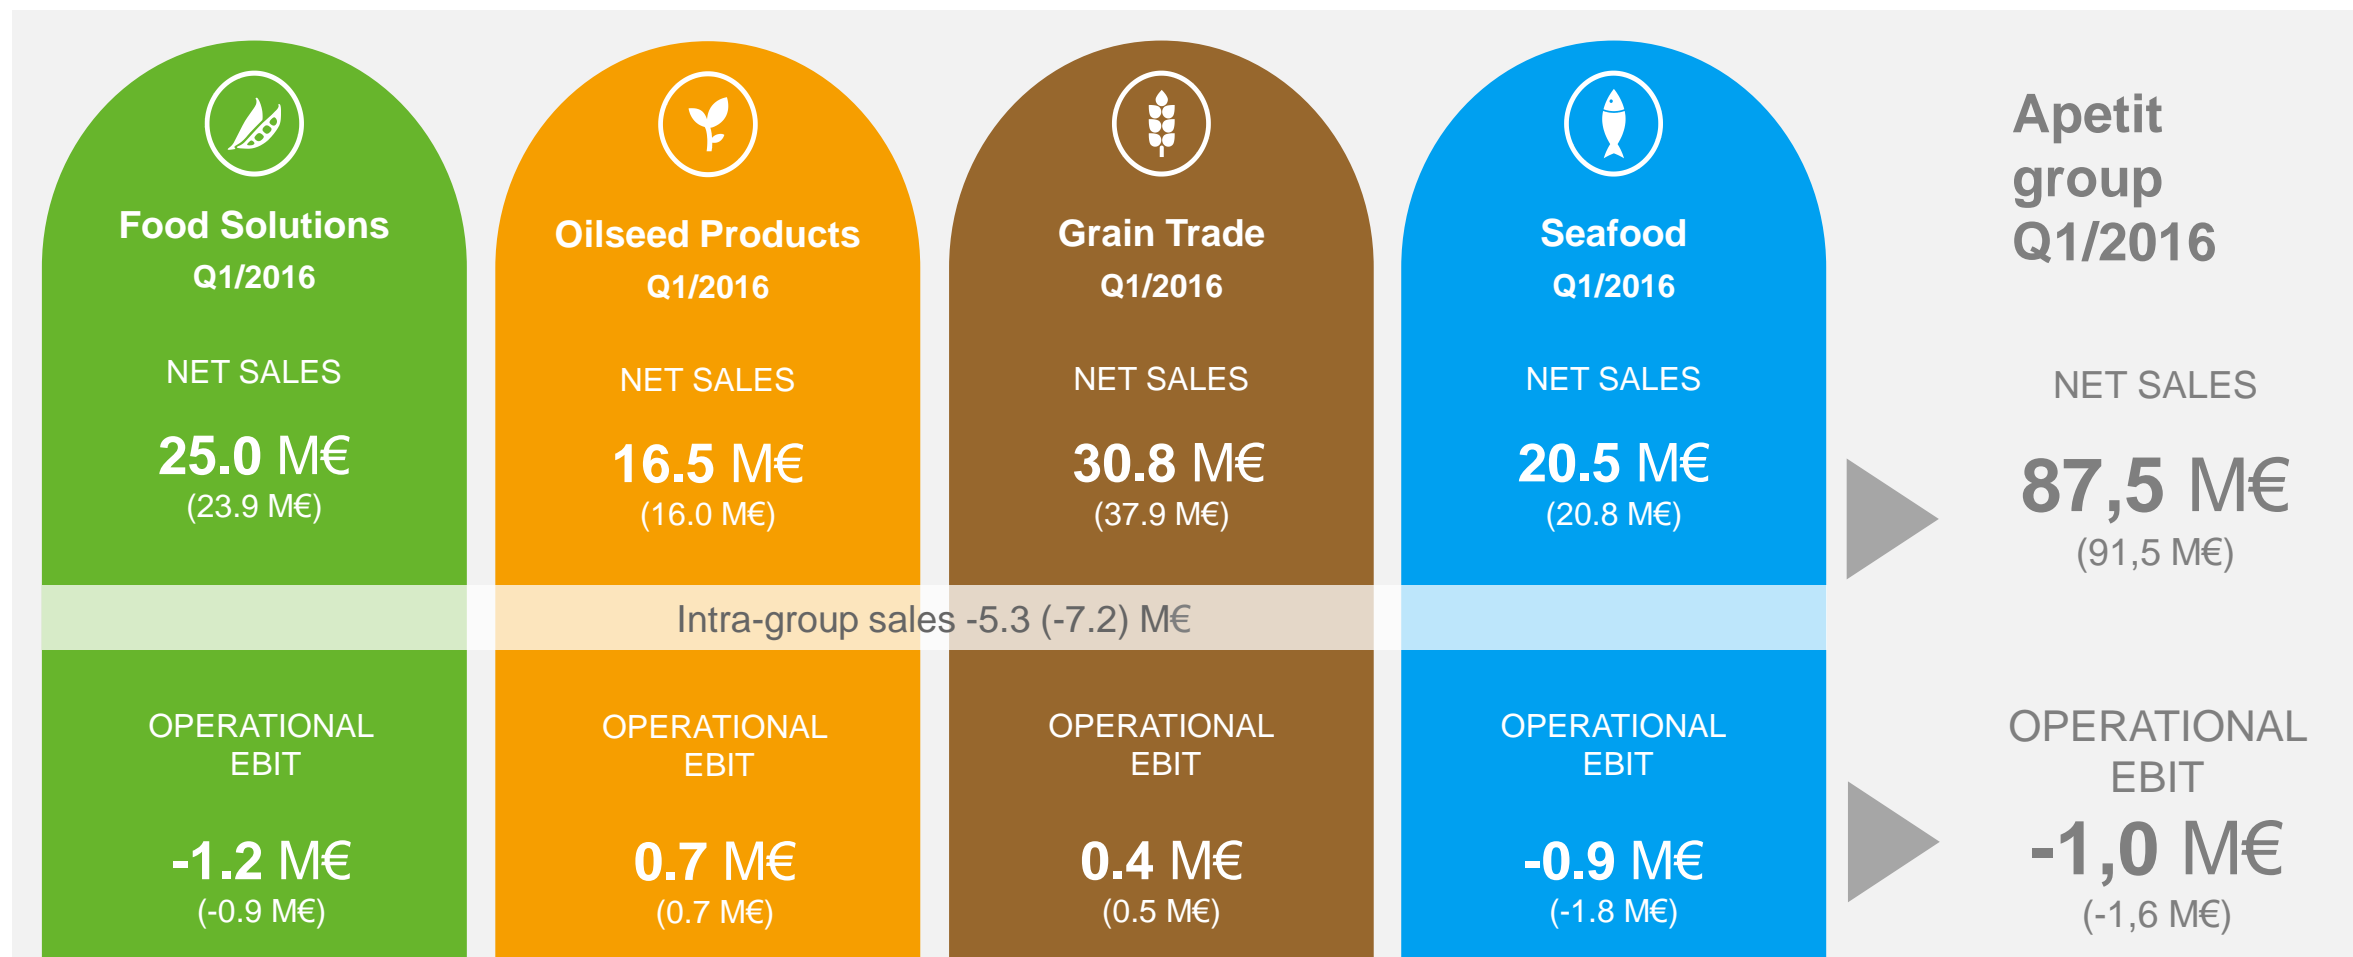 Food Solutions
Q1/2016
NET SALES
25.0 M€
(23.9 M€)
OPERATIONAL
EBIT
-1.2 M€
(-0.9 M€)
Oilseed Products
Q1/2016
NET SALES
16.5 M€
(16.0 M€)
Intra-group sales -5.3 (-7.2) M€
OPERATIONAL
EBIT
0.7 M€
(0.7 M€)
Grain Trade
Q1/2016
NET SALES
30.8 M€
(37.9 M€)
OPERATIONAL
EBIT
0.4 M€
(0.5 M€)
Seafood
Q1/2016
NET SALES
20.5 M€
(20.8 M€)
OPERATIONAL
EBIT
-0.9 M€
(-1.8 M€)
Apetit
group
Q1/2016
NET SALES
87,5 M€
(91,5 M€)
OPERATIONAL
EBIT
-1,0 M€
(-1,6 M€)